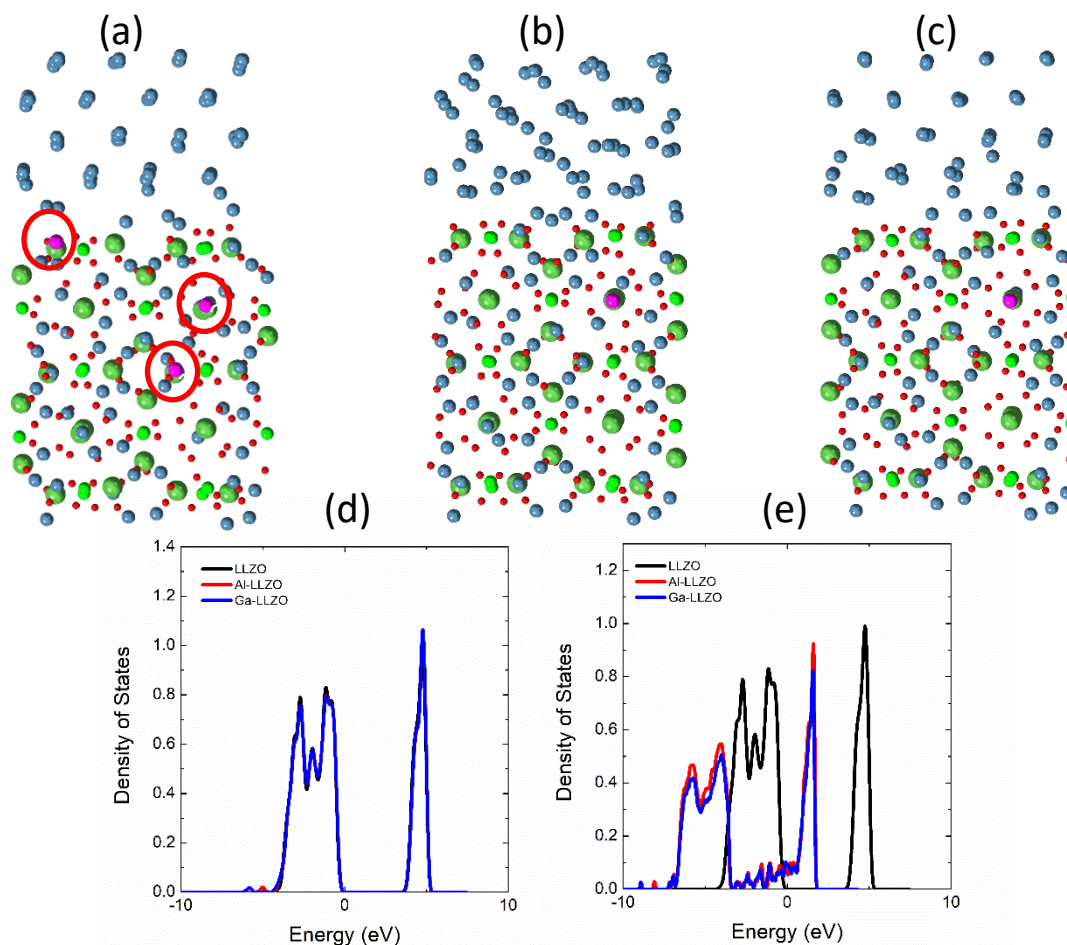 (a) (b) (c)
(d) (e)
1.4
1.2
1.0
0.8
0.6
0.4
0.2
0.0
-10 0 10
Energy (eV)
Density of States
LLZO
Al-LLZO
Ga-LLZO
1.2
1.0
0.8
0.6
0.4
0.2
0.0
-10 0 10
Energy (eV)
Density of States
LLZO
Al-LLZO
Ga-LLZO